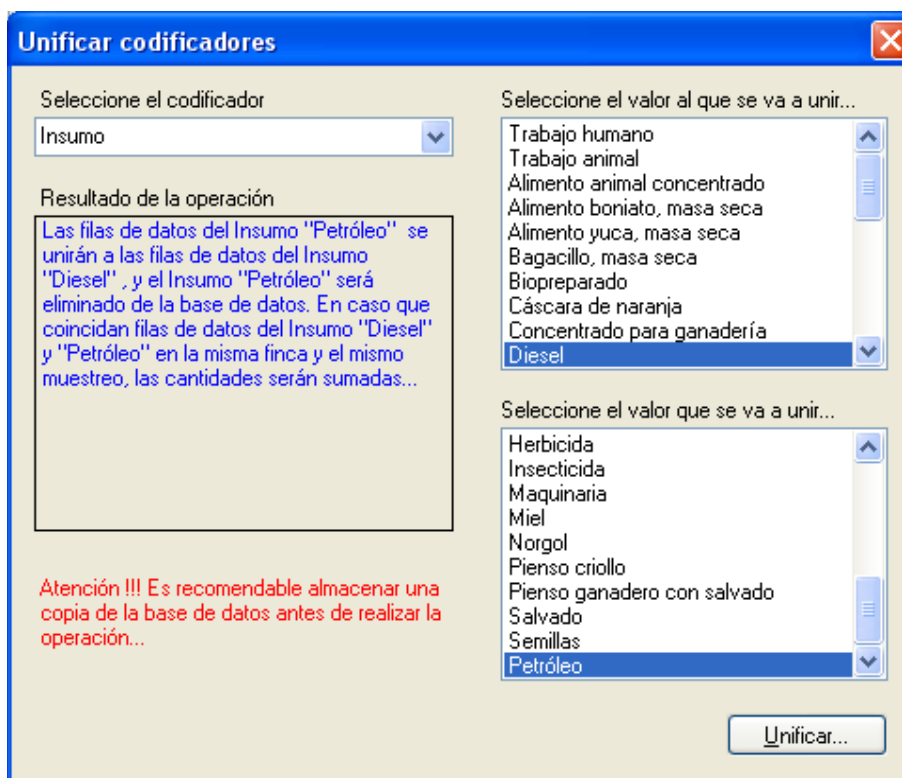 Unificar codificadores
Seleccione el codificador
Insumo
Resultado de la operación
Las filas de datos del Insumo "Petróleo"  se
unirán a las filas de datos del Insumo
"Diesel" , y el Insumo "Petróleo" será
eliminado de la base de datos. En caso que
coincidan filas de datos del Insumo "Diesel"
y "Petróleo" en la misma finca y el mismo
muestreo, las cantidades serán sumadas...
Atención !!! Es recomendable almacenar una
copia de la base de datos antes de realizar la
operación...
Seleccione el valor al que se va a unir...
Trabajo humano
Trabajo animal
Alimento animal concentrado
Alimento boniato, masa seca
Alimento yuca, masa seca
Bagacillo, masa seca
Biopreparado
Cáscara de naranja
Concentrado para ganadería
Diesel
Seleccione el valor que se va a unir...
Herbicida
Insecticida
Maquinaria
Miel
Norgol
Pienso criollo
Pienso ganadero con salvado
Salvado
Semillas
Petróleo
Unificar...